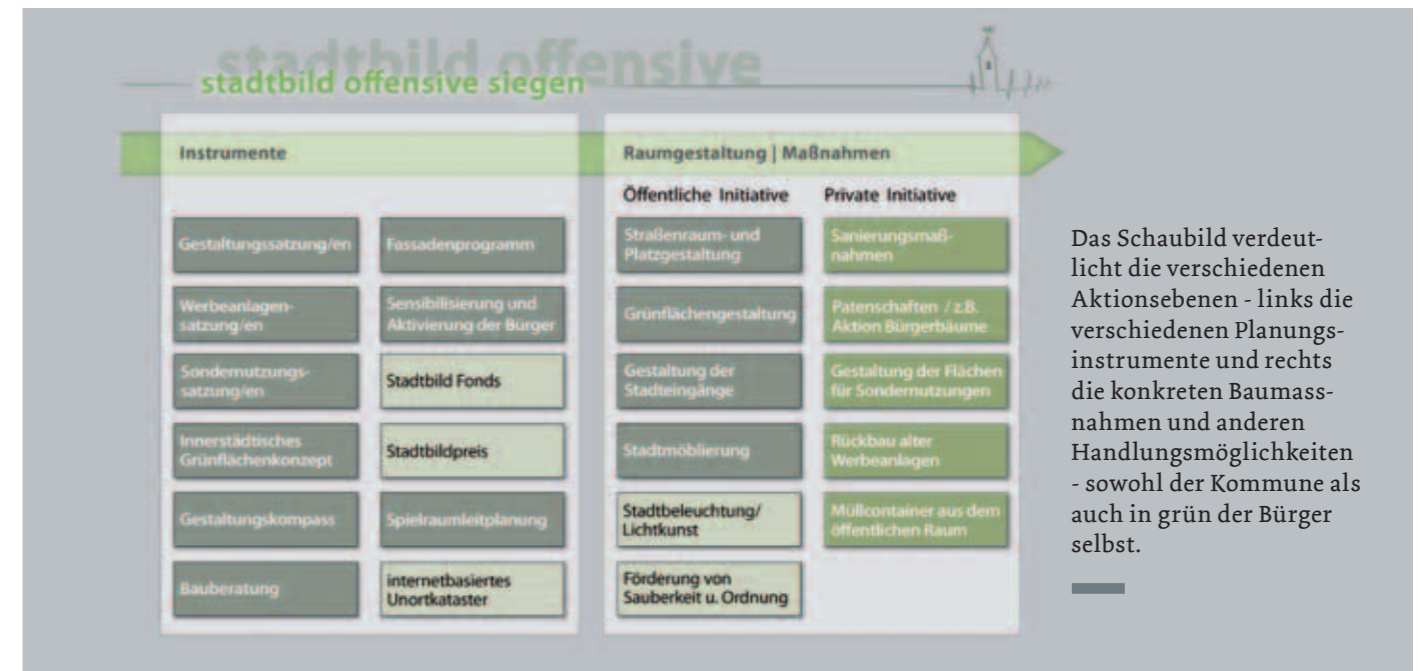 stadtbild offensive
stadtbild offensive siegen
Instrumente
Gestaltungssatzung/en
Werbeanlagen-
satzung/en
Sondernutzungs-
satzung/en
Innerstädtisches
Grünflächenkonzept
Gestaltungskompass
Bauberatung
Fassadenprogramm
Sensibilisierung und
Aktivierung der Bürger
Stadtbild Fonds
Stadtbildpreis
Spielraumleitplanung
internetbasiertes
Unortkataster
Raumgestaltung | Maßnahmen
Öffentliche Initiative
Straßenraum- und
Platzgestaltung
Grünflächengestaltung
Gestaltung der
Stadteingänge
Stadtmöblierung
Stadtbeleuchtung/
Lichtkunst
Förderung von
Sauberkeit u. Ordnung
Private Initiative
Sanierungsmaß-
nahmen
Patenschaften / z.B.
Aktion Bürgerbäume
Gestaltung der Flächen
für Sondernutzungen
Rückbau alter
Werbeanlagen
Müllcontainer aus dem
öffentlichen Raum
Das Schaubild verdeut-
licht die verschiedenen
Aktionsebenen - links die
verschiedenen Planungs-
instrumente und rechts
die konkreten Baumass-
nahmen und anderen
Handlungsmöglichkeiten
- sowohl der Kommune als
auch in grün der Bürger
selbst.